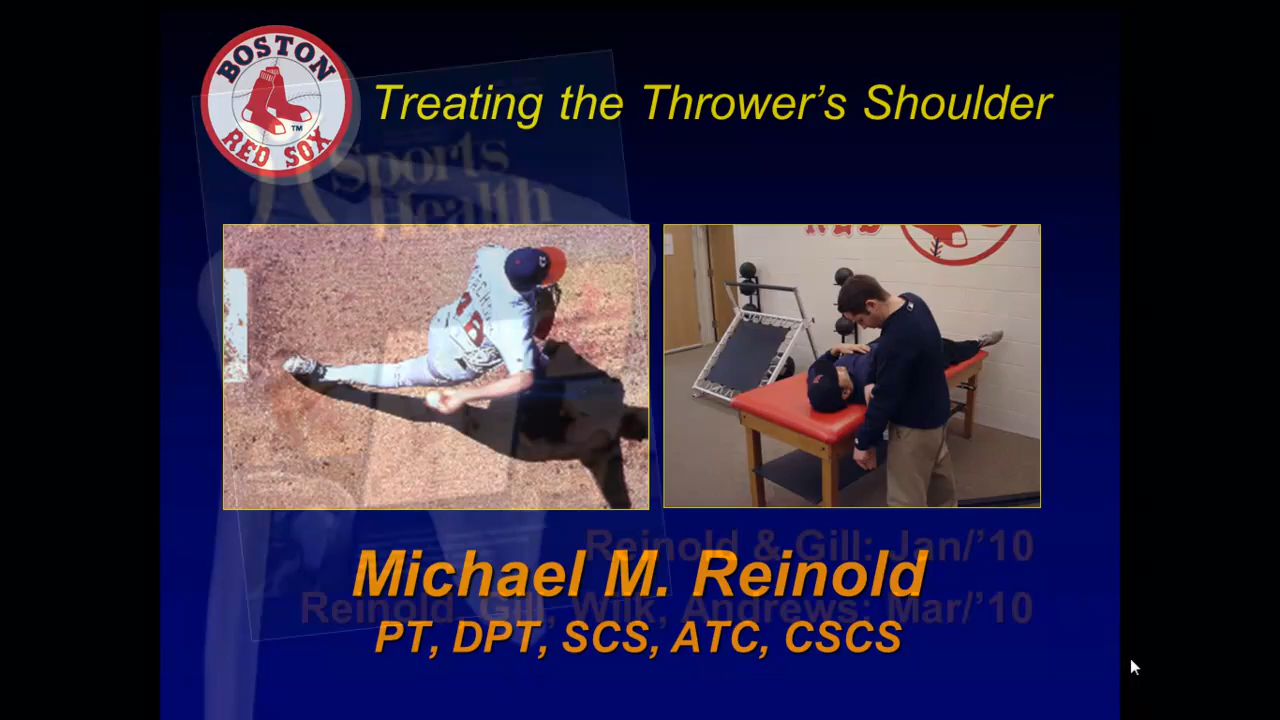 BOSTON
RED SOX
TM
Treating the Thrower’s Shoulder
Sports
Health
Reinold & Gill: Jan/’10
Michael M. Reinold
Reinold, Gill, Wilk, Andrews: Mar/’10
PT, DPT, SCS, ATC, CSCS